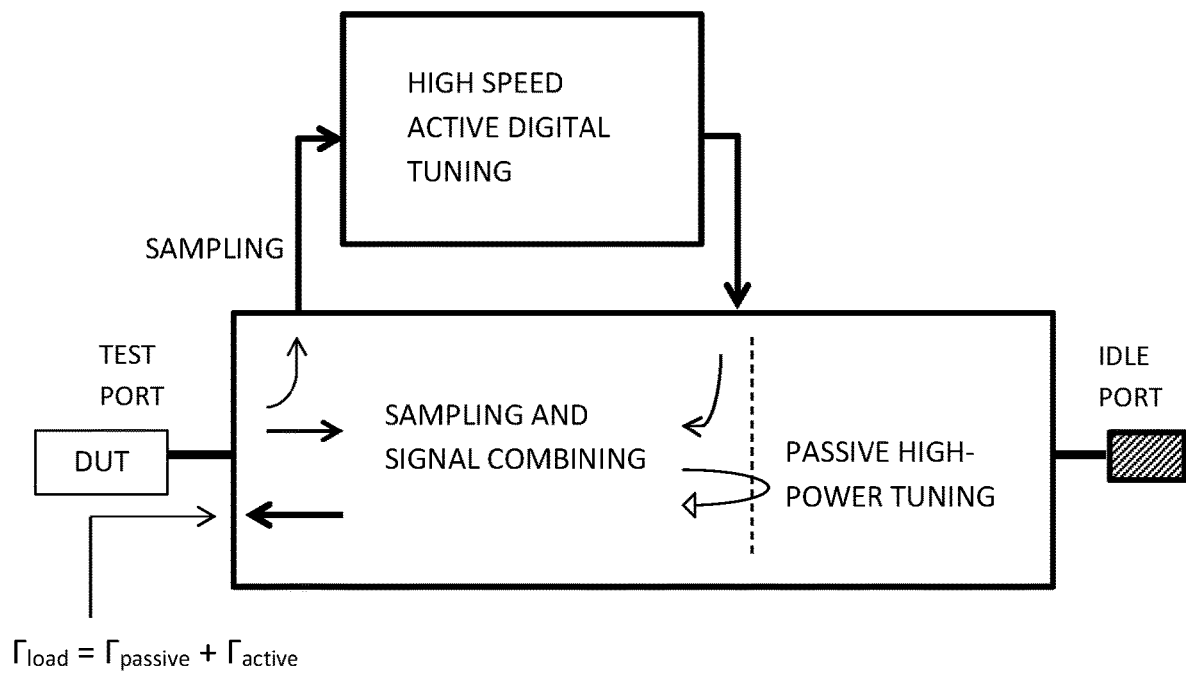 HIGH SPEED
ACTIVE DIGITAL
TUNING
SAMPLING
TEST
PORT
IDLE
PORT
SAMPLING AND
SIGNAL COMBINING
DUT
PASSIVE HIGH-
POWER TUNING
Γload = Γpassive + Γactive